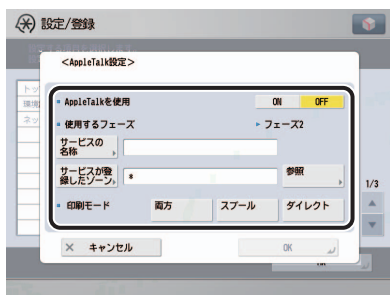 設定/登録
<AppleTalk設定>
AppleTalkを使用 ON OFF
使用するフェーズ フェーズ2
サービスの
名称
サービスが登
録したゾーン *
参照
印刷モード 両方 スプール ダイレクト
1/3
× キャンセル OK